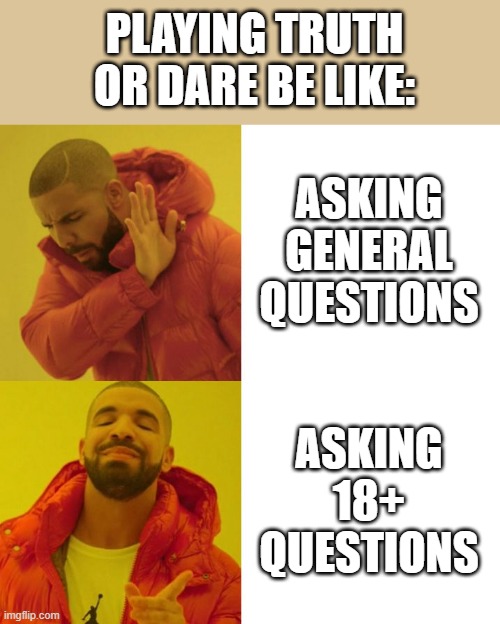 PLAYING TRUTH
OR DARE BE LIKE:
ASKING
GENERAL
QUESTIONS
ASKING
18+
QUESTIONS
imgflip.com